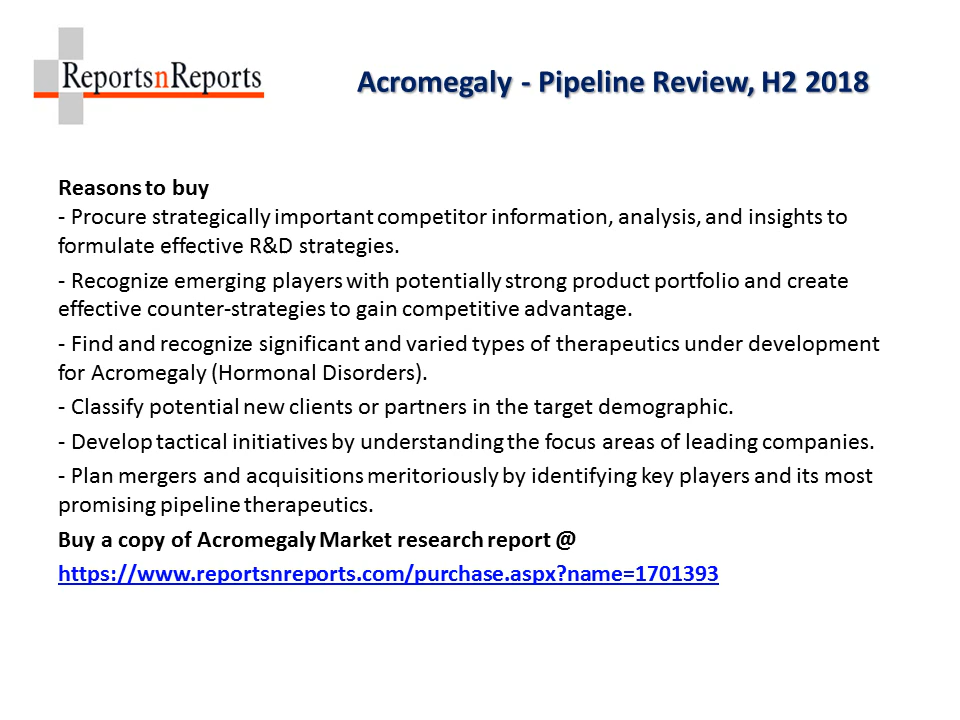 ReportsnReports
Acromegaly - Pipeline Review, H2 2018
Reasons to buy
- Procure strategically important competitor information, analysis, and insights to
formulate effective R&D strategies.
- Recognize emerging players with potentially strong product portfolio and create
effective counter-strategies to gain competitive advantage.
- Find and recognize significant and varied types of therapeutics under development
for Acromegaly (Hormonal Disorders).
- Classify potential new clients or partners in the target demographic.
- Develop tactical initiatives by understanding the focus areas of leading companies.
- Plan mergers and acquisitions meritoriously by identifying key players and its most
promising pipeline therapeutics.
Buy a copy of Acromegaly Market research report @
https://www.reportsnreports.com/purchase.aspx?name=1701393